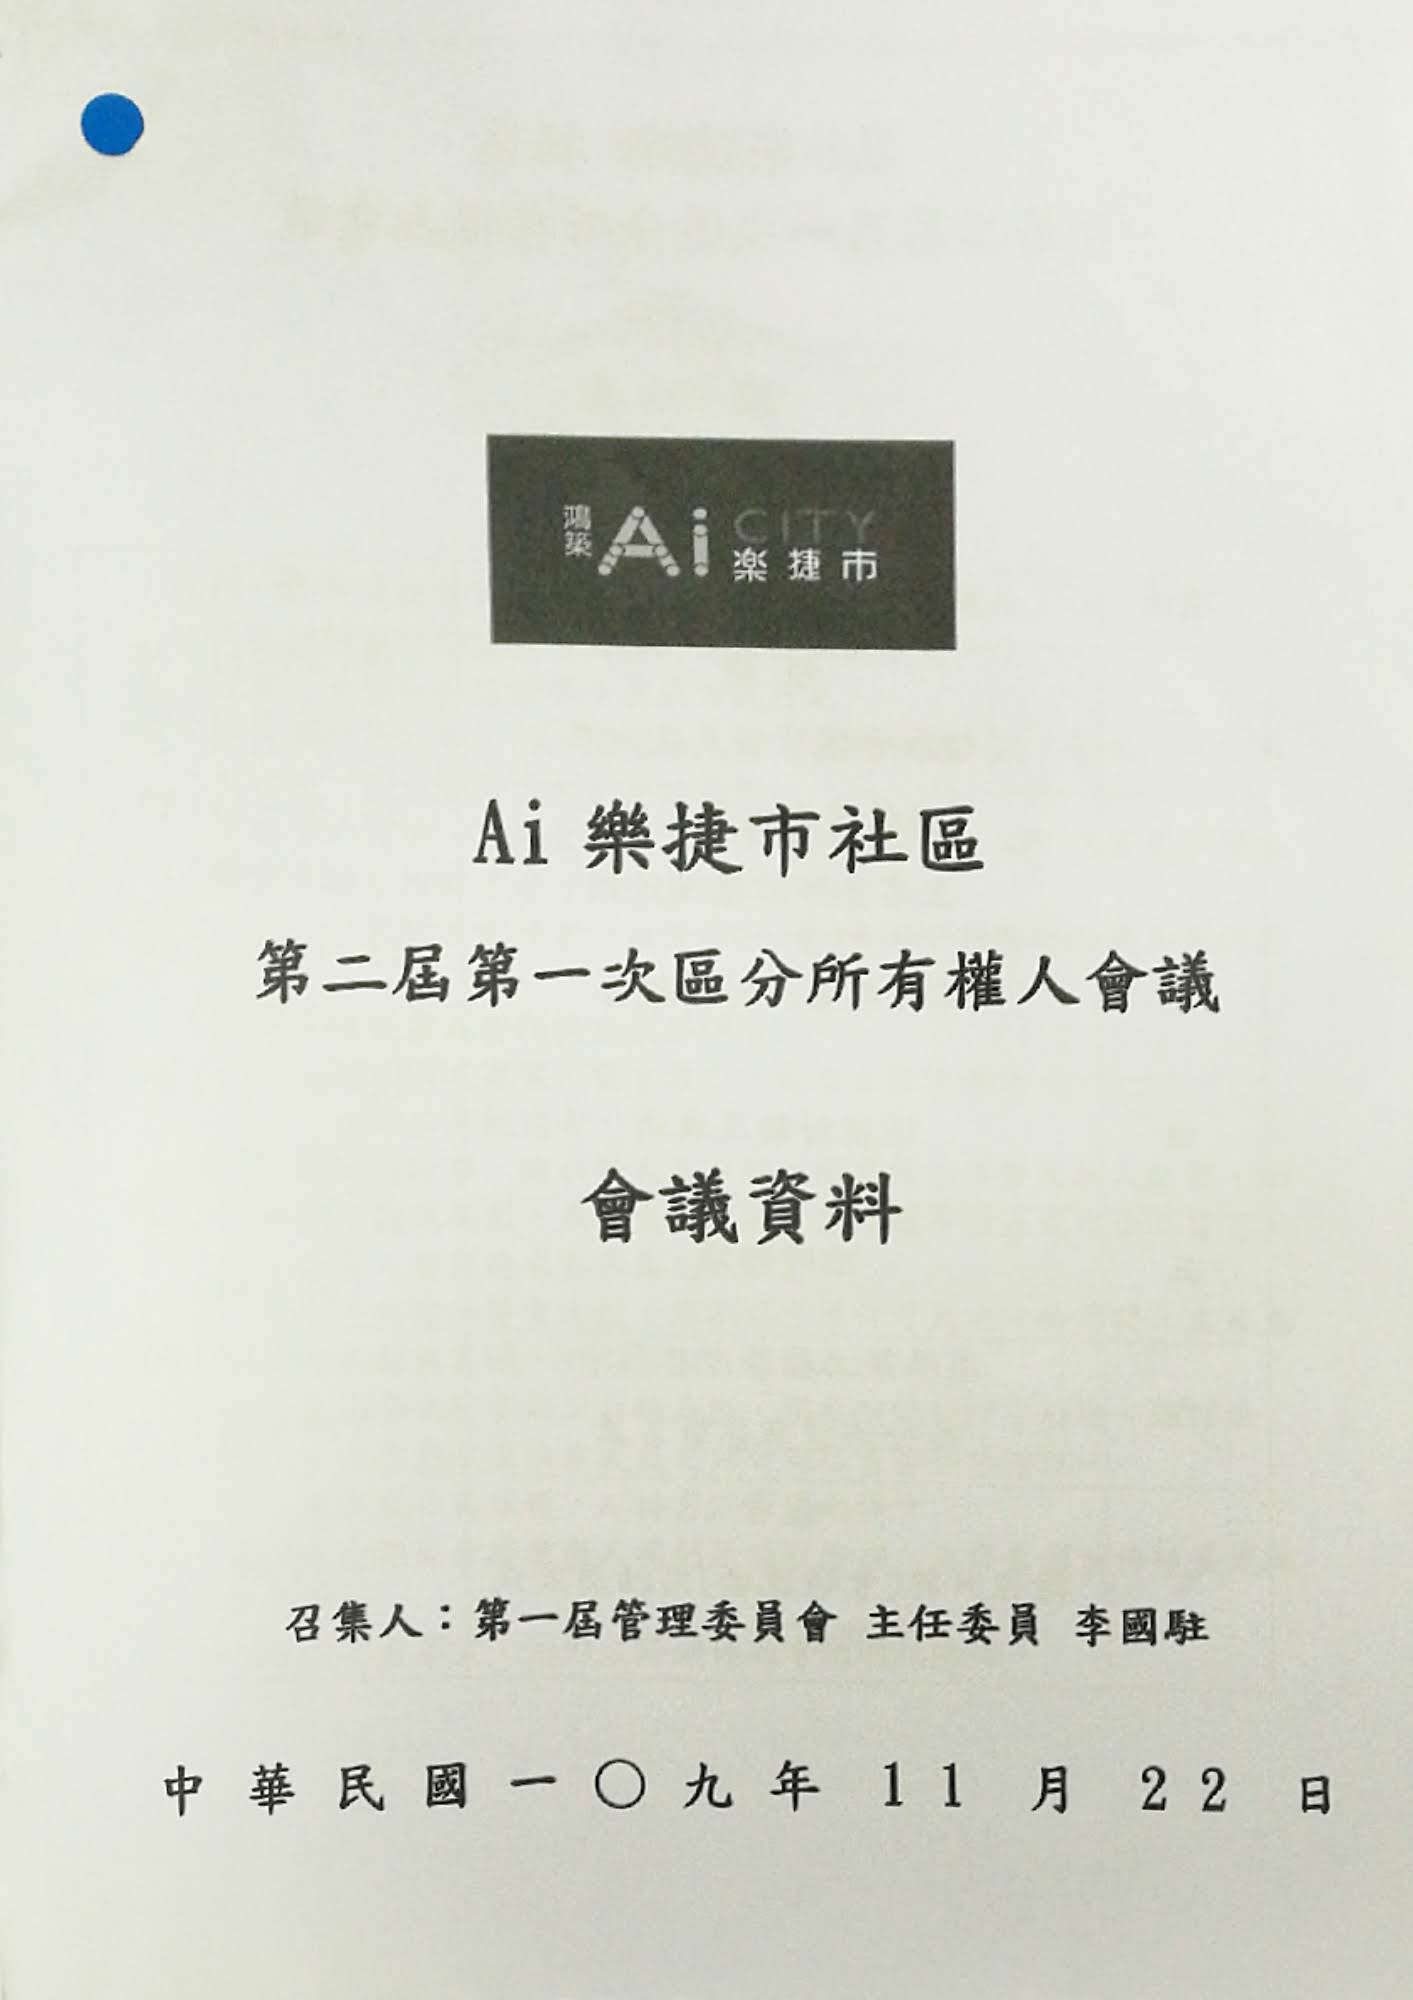 鴻築 Ai CITY
楽捷市
Ai 樂捷市社區
第二屆第一次區分所有權人會議
會議資料
召集人：第一屆管理委員會 主任委員 李國駐
中華民國一〇九年 11 月 22 日